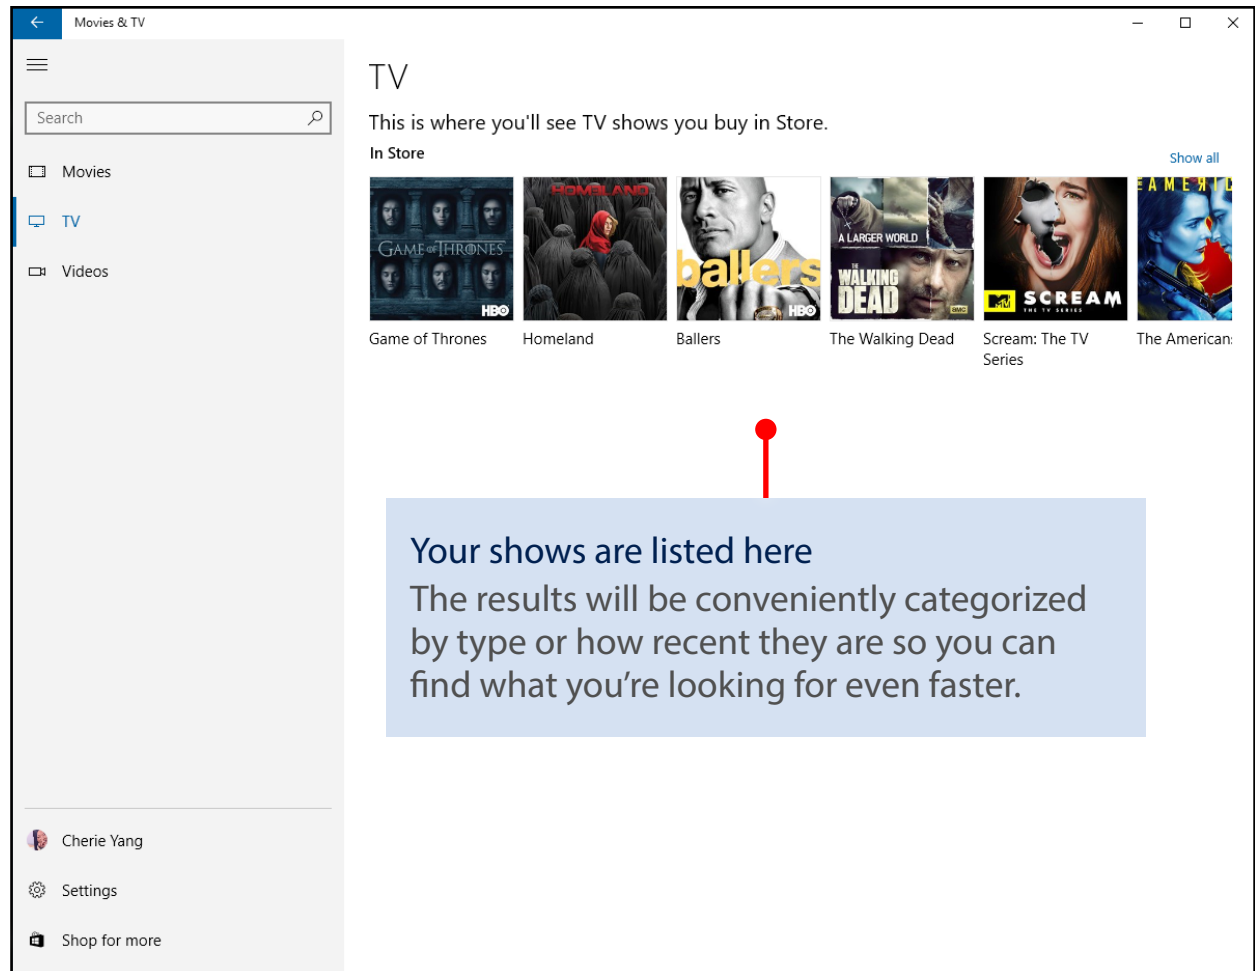 Movies & TV
Search
Movies
TV
Videos
Cherie Yang
Settings
Shop for more
TV
This is where you'll see TV shows you buy in Store.
In Store
Show all
GAME OF THRONES
HBO
HOMELAND
ballers
HBO
A LARGER WORLD
THE
WALKING
DEAD
AMC
MTV
SCREAM
THE TV SERIES
E AMERIC
Game of Thrones
Homeland
Ballers
The Walking Dead
Scream: The TV
Series
The Americans
Your shows are listed here
The results will be conveniently categorized
by type or how recent they are so you can
find what you’re looking for even faster.